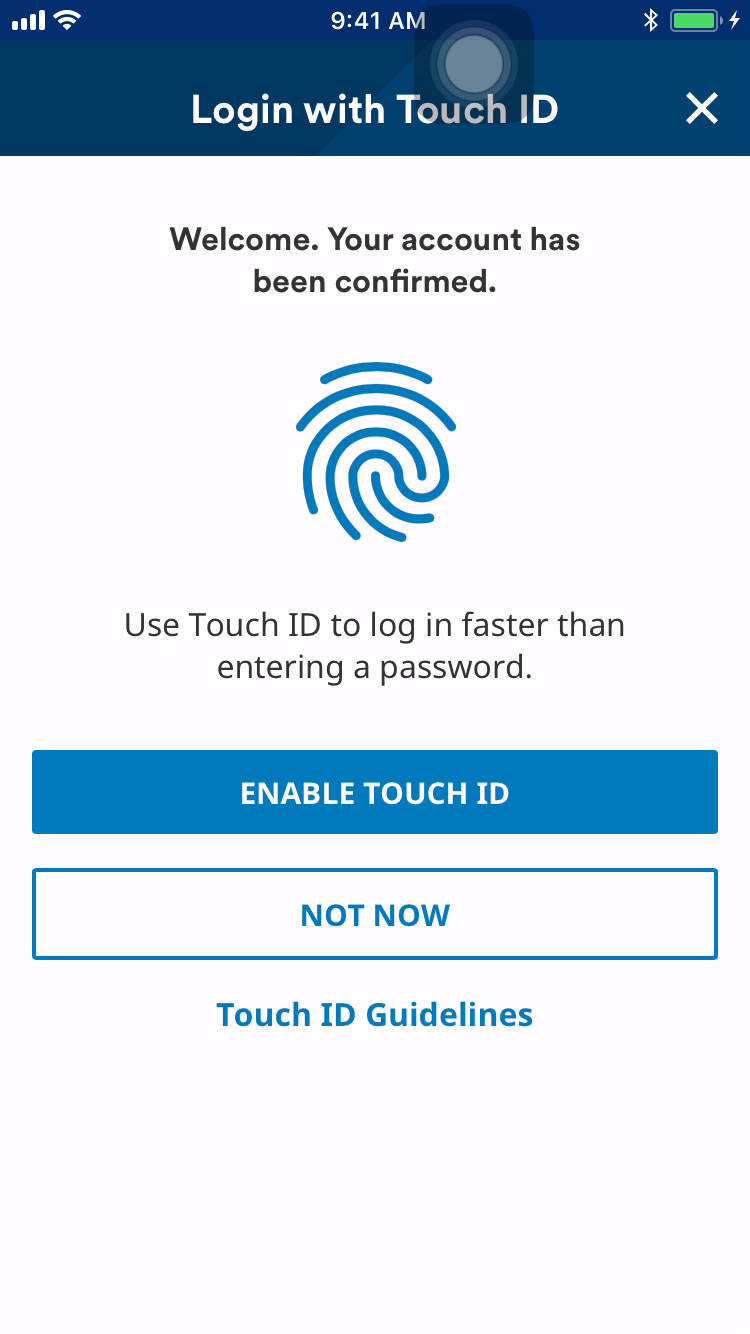 9:41 AM
Login with Touch ID
Welcome. Your account has
been confirmed.
Use Touch ID to log in faster than
entering a password.
ENABLE TOUCH ID
NOT NOW
Touch ID Guidelines